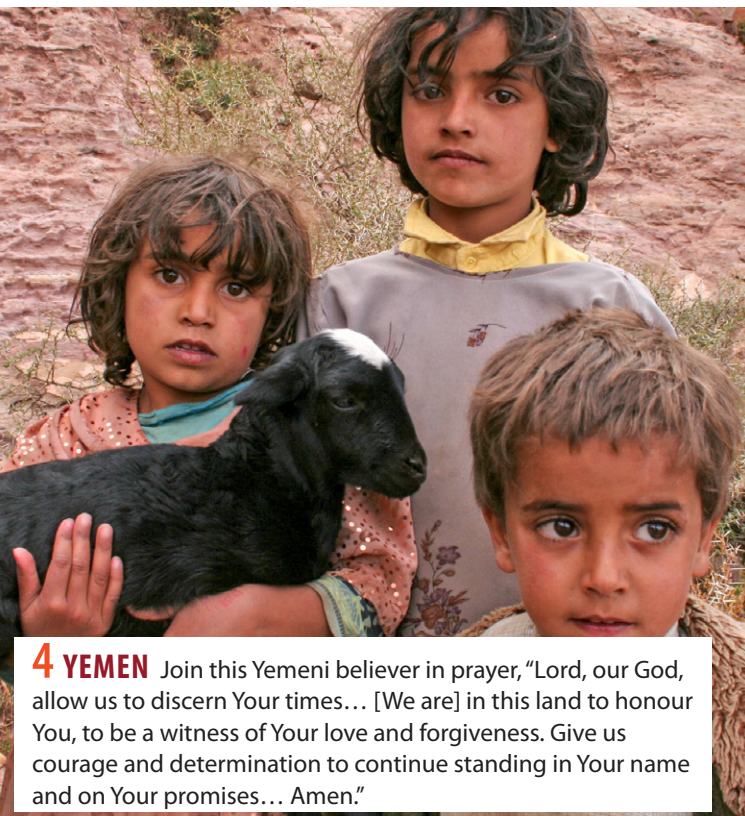 4 YEMEN Join this Yemeni believer in prayer, “Lord, our God,
allow us to discern Your times… [We are] in this land to honour
You, to be a witness of Your love and forgiveness. Give us
courage and determination to continue standing in Your name
and on Your promises… Amen.”